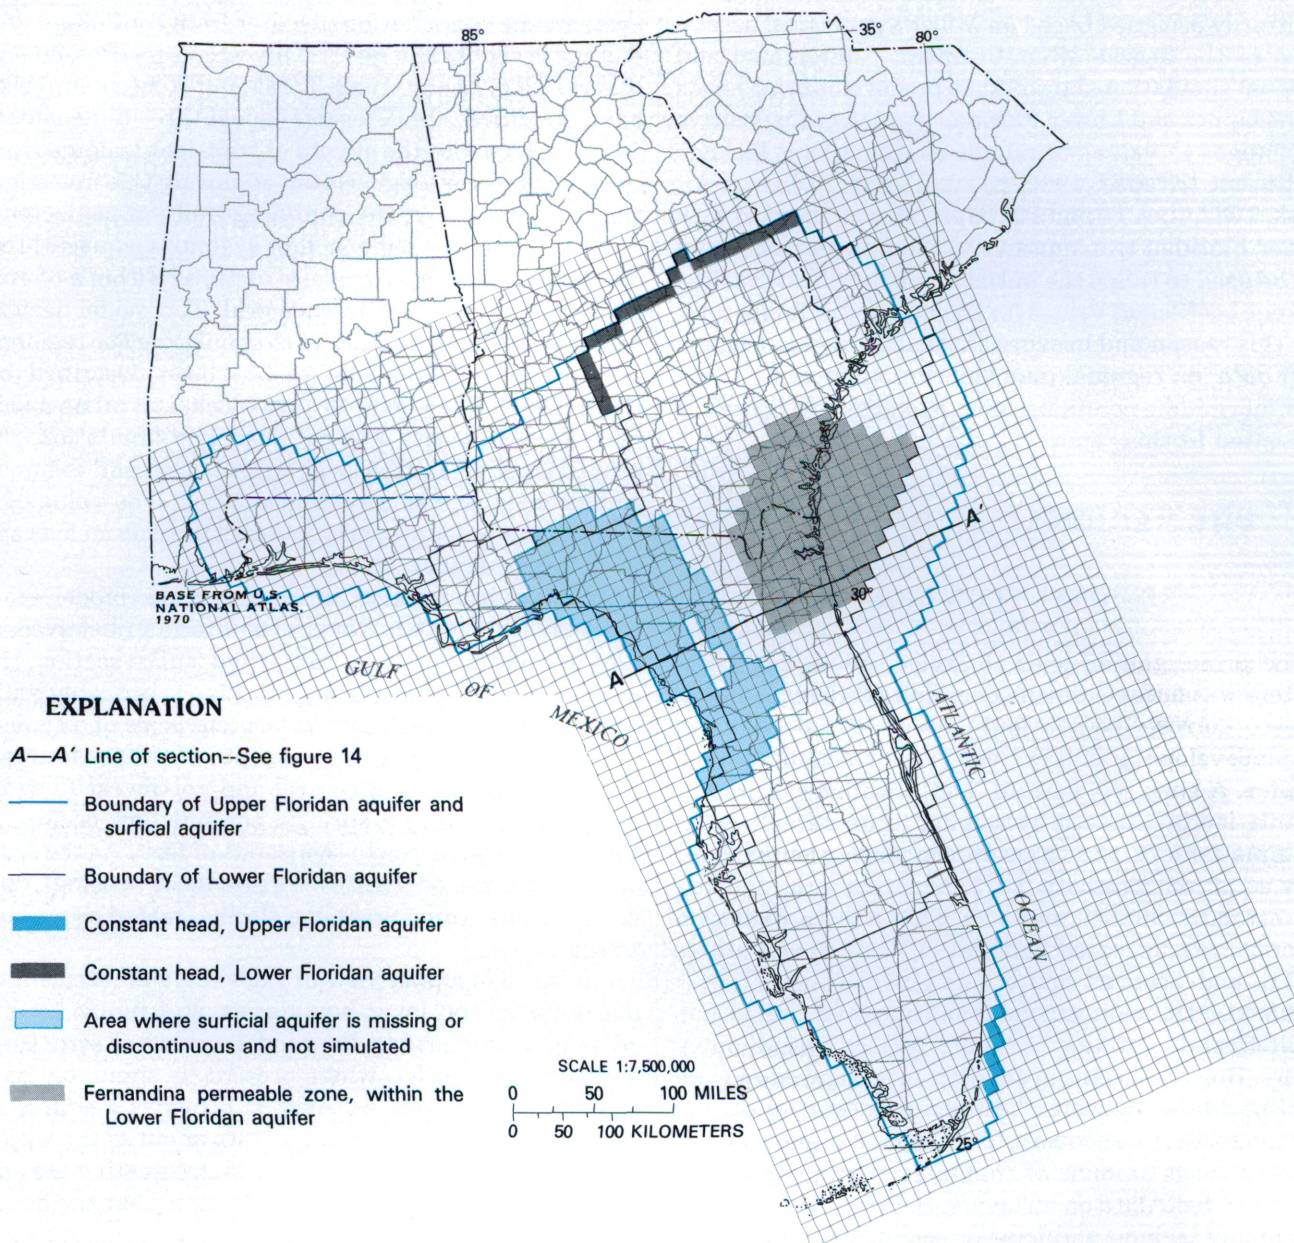 85°
35°
80°
A'
30°
BASE FROM U.S.
NATIONAL ATLAS,
1970
GULF OF MEXICO
A
ATLANTIC OCEAN
25°
EXPLANATION
A—A' Line of section--See figure 14
Boundary of Upper Floridan aquifer and
surfical aquifer
Boundary of Lower Floridan aquifer
Constant head, Upper Floridan aquifer
Constant head, Lower Floridan aquifer
Area where surficial aquifer is missing or
discontinuous and not simulated
Fernandina permeable zone, within the
Lower Floridan aquifer
SCALE 1:7,500,000
0 50 100 MILES
0 50 100 KILOMETERS